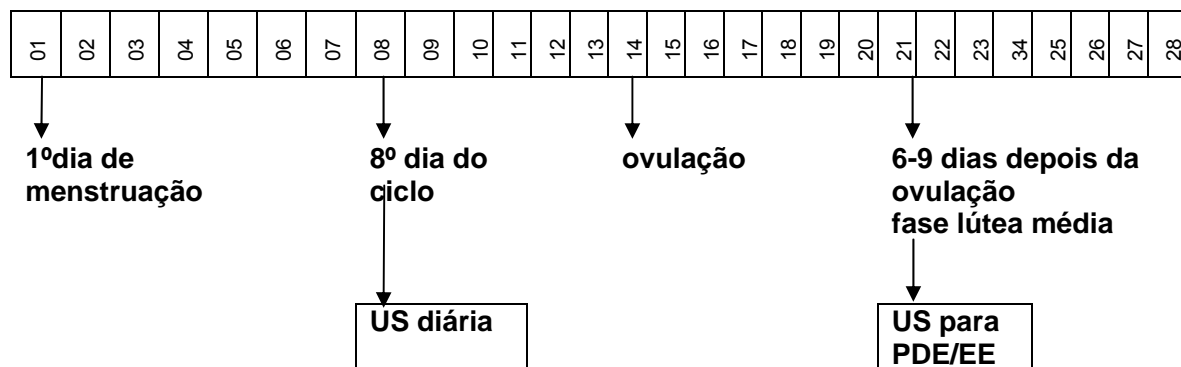 01 02 03 04 05 06 07 08 09 10 11 12 13 14 15 16 17 18 19 20 21 22 23 34 25 26 27 28
1ºdia de
menstruação
8º dia do
ciclo
ovulação
6-9 dias depois da
ovulação
fase lútea média
US diária
US para
PDE/EE